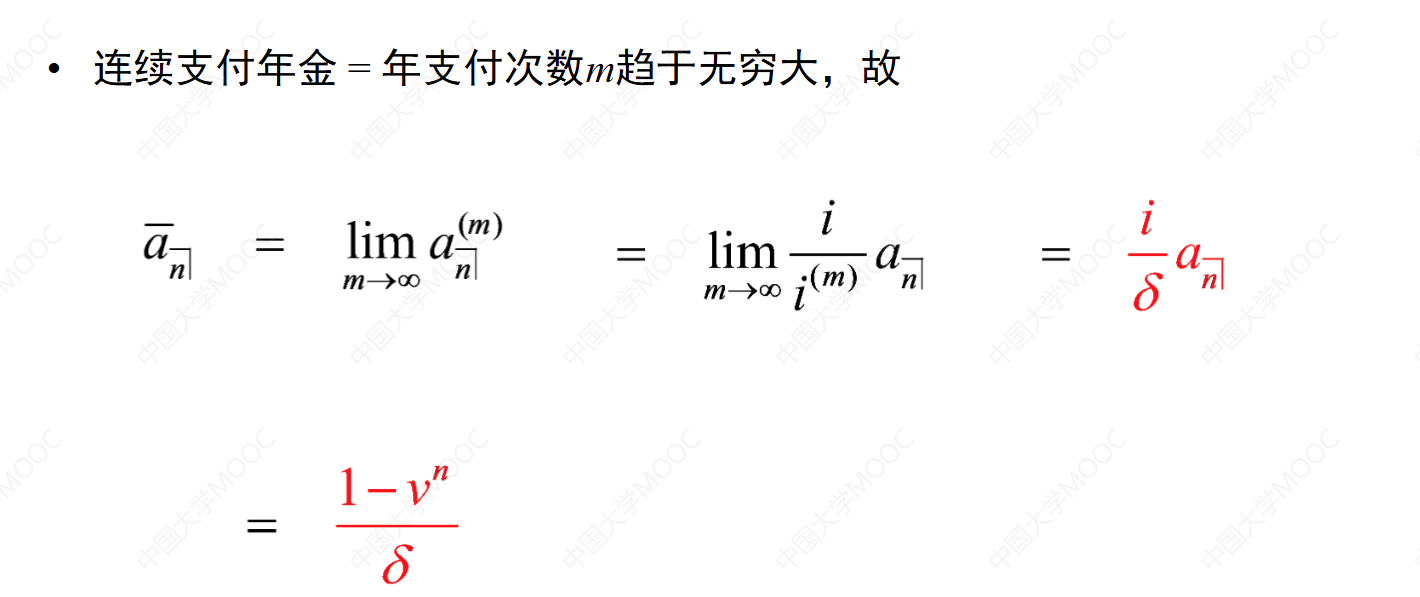 • 连续支付年金 = 年支付次数m趋于无穷大，故
$\overline{a}_{\overline{n}|} = \lim_{m \to \infty} a_{\overline{n}|}^{(m)} = \lim_{m \to \infty} \frac{i}{i^{(m)}} a_{\overline{n}|} = \frac{i}{\delta} a_{\overline{n}|}$
$= \frac{1 - v^n}{\delta}$
中国大学MOOC